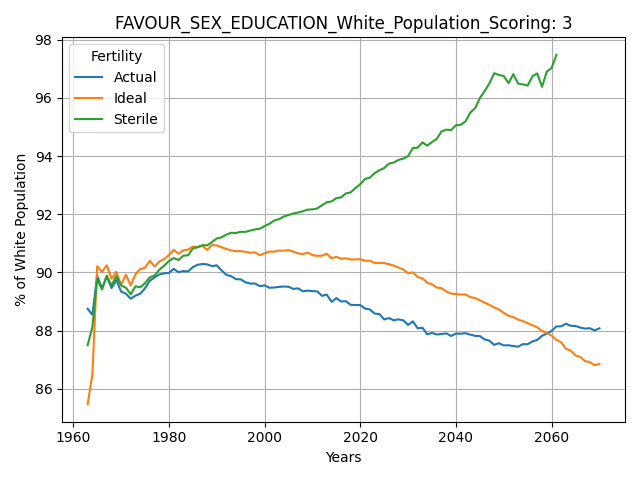 FAVOUR_SEX_EDUCATION_White_Population_Scoring: 3
Fertility
Actual
Ideal
Sterile
% of White Population
98
96
94
92
90
88
86
1960 1980 2000 2020 2040 2060
Years